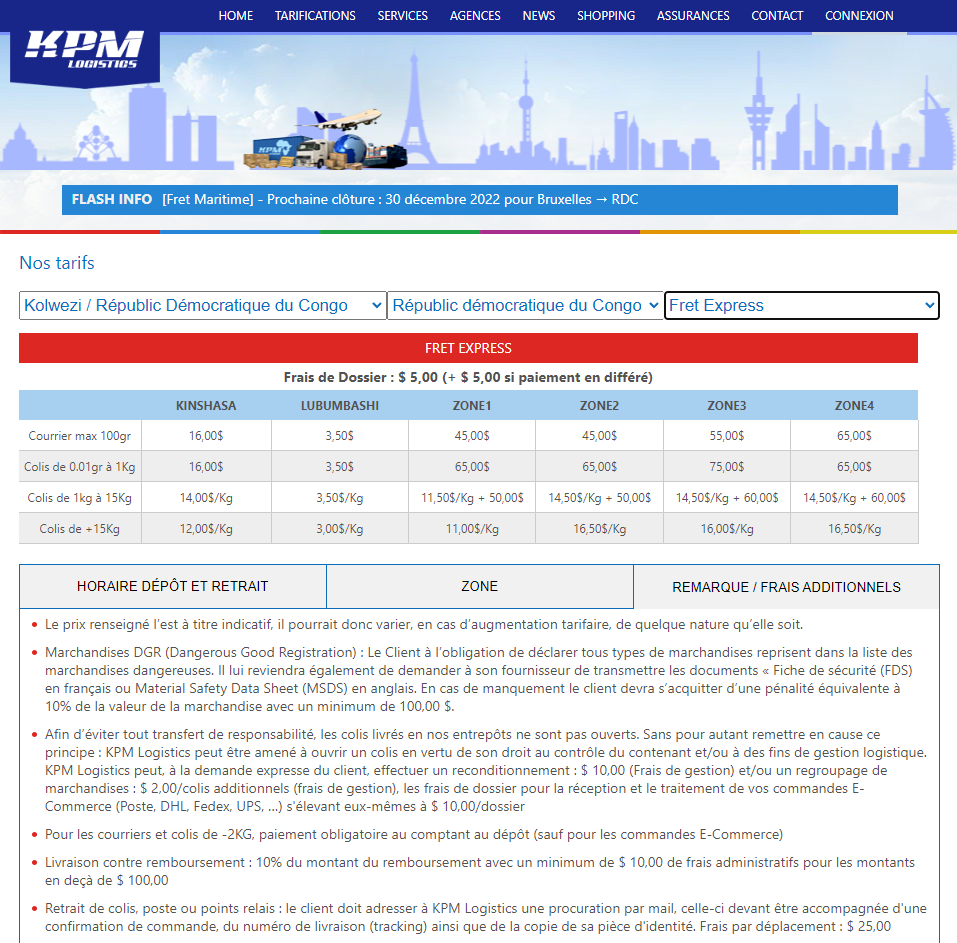 HOME TARIFICATIONS SERVICES AGENCES NEWS SHOPPING ASSURANCES CONTACT CONNEXION
KPM
LOGISTICS
KPM
FLASH INFO [Fret Maritime] - Prochaine clôture : 30 décembre 2022 pour Bruxelles → RDC
Nos tarifs
Kolwezi / Républic Démocratique du Congo Républic démocratique du Congo Fret Express
FRET EXPRESS
Frais de Dossier : $ 5,00 (+ $ 5,00 si paiement en différé)
KINSHASA LUBUMBASHI ZONE1 ZONE2 ZONE3 ZONE4
Courrier max 100gr 16,00$ 3,50$ 45,00$ 45,00$ 55,00$ 65,00$
Colis de 0.01gr à 1Kg 16,00$ 3,50$ 65,00$ 65,00$ 75,00$ 65,00$
Colis de 1kg à 15Kg 14,00$/Kg 3,50$/Kg 11,50$/Kg + 50,00$ 14,50$/Kg + 50,00$ 14,50$/Kg + 60,00$ 14,50$/Kg + 60,00$
Colis de +15Kg 12,00$/Kg 3,00$/Kg 11,00$/Kg 16,50$/Kg 16,00$/Kg 16,50$/Kg
HORAIRE DÉPÔT ET RETRAIT ZONE REMARQUE / FRAIS ADDITIONNELS
• Le prix renseigné l'est à titre indicatif, il pourrait donc varier, en cas d'augmentation tarifaire, de quelque nature qu'elle soit.
• Marchandises DGR (Dangerous Good Registration) : Le Client à l'obligation de déclarer tous types de marchandises reprisent dans la liste des
marchandises dangereuses. Il lui reviendra également de demander à son fournisseur de transmettre les documents « Fiche de sécurité (FDS)
en français ou Material Safety Data Sheet (MSDS) en anglais. En cas de manquement le client devra s'acquitter d'une pénalité équivalente à
10% de la valeur de la marchandise avec un minimum de 100,00 $.
• Afin d'éviter tout transfert de responsabilité, les colis livrés en nos entrepôts ne sont pas ouverts. Sans pour autant remettre en cause ce
principe : KPM Logistics peut être amené à ouvrir un colis en vertu de son droit au contrôle du contenant et/ou à des fins de gestion logistique.
KPM Logistics peut, à la demande expresse du client, effectuer un reconditionnement : $ 10,00 (Frais de gestion) et/ou un regroupage de
marchandises : $ 2,00/colis additionnels (frais de gestion), les frais de dossier pour la réception et le traitement de vos commandes E-
Commerce (Poste, DHL, Fedex, UPS, ...) s'élevant eux-mêmes à $ 10,00/dossier
• Pour les courriers et colis de -2KG, paiement obligatoire au comptant au dépôt (sauf pour les commandes E-Commerce)
• Livraison contre remboursement : 10% du montant du remboursement avec un minimum de $ 10,00 de frais administratifs pour les montants
en deçà de $ 100,00
• Retrait de colis, poste ou points relais : le client doit adresser à KPM Logistics une procuration par mail, celle-ci devant être accompagnée d'une
confirmation de commande, du numéro de livraison (tracking) ainsi que de la copie de sa pièce d'identité. Frais par déplacement : $ 25,00